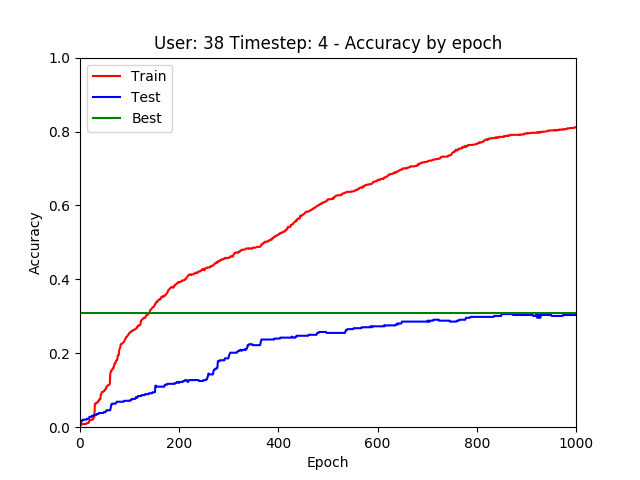 User: 38 Timestep: 4 - Accuracy by epoch
1.0
0.8
0.6
0.4
0.2
0.0
Accuracy
Train
Test
Best
0 200 400 600 800 1000
Epoch